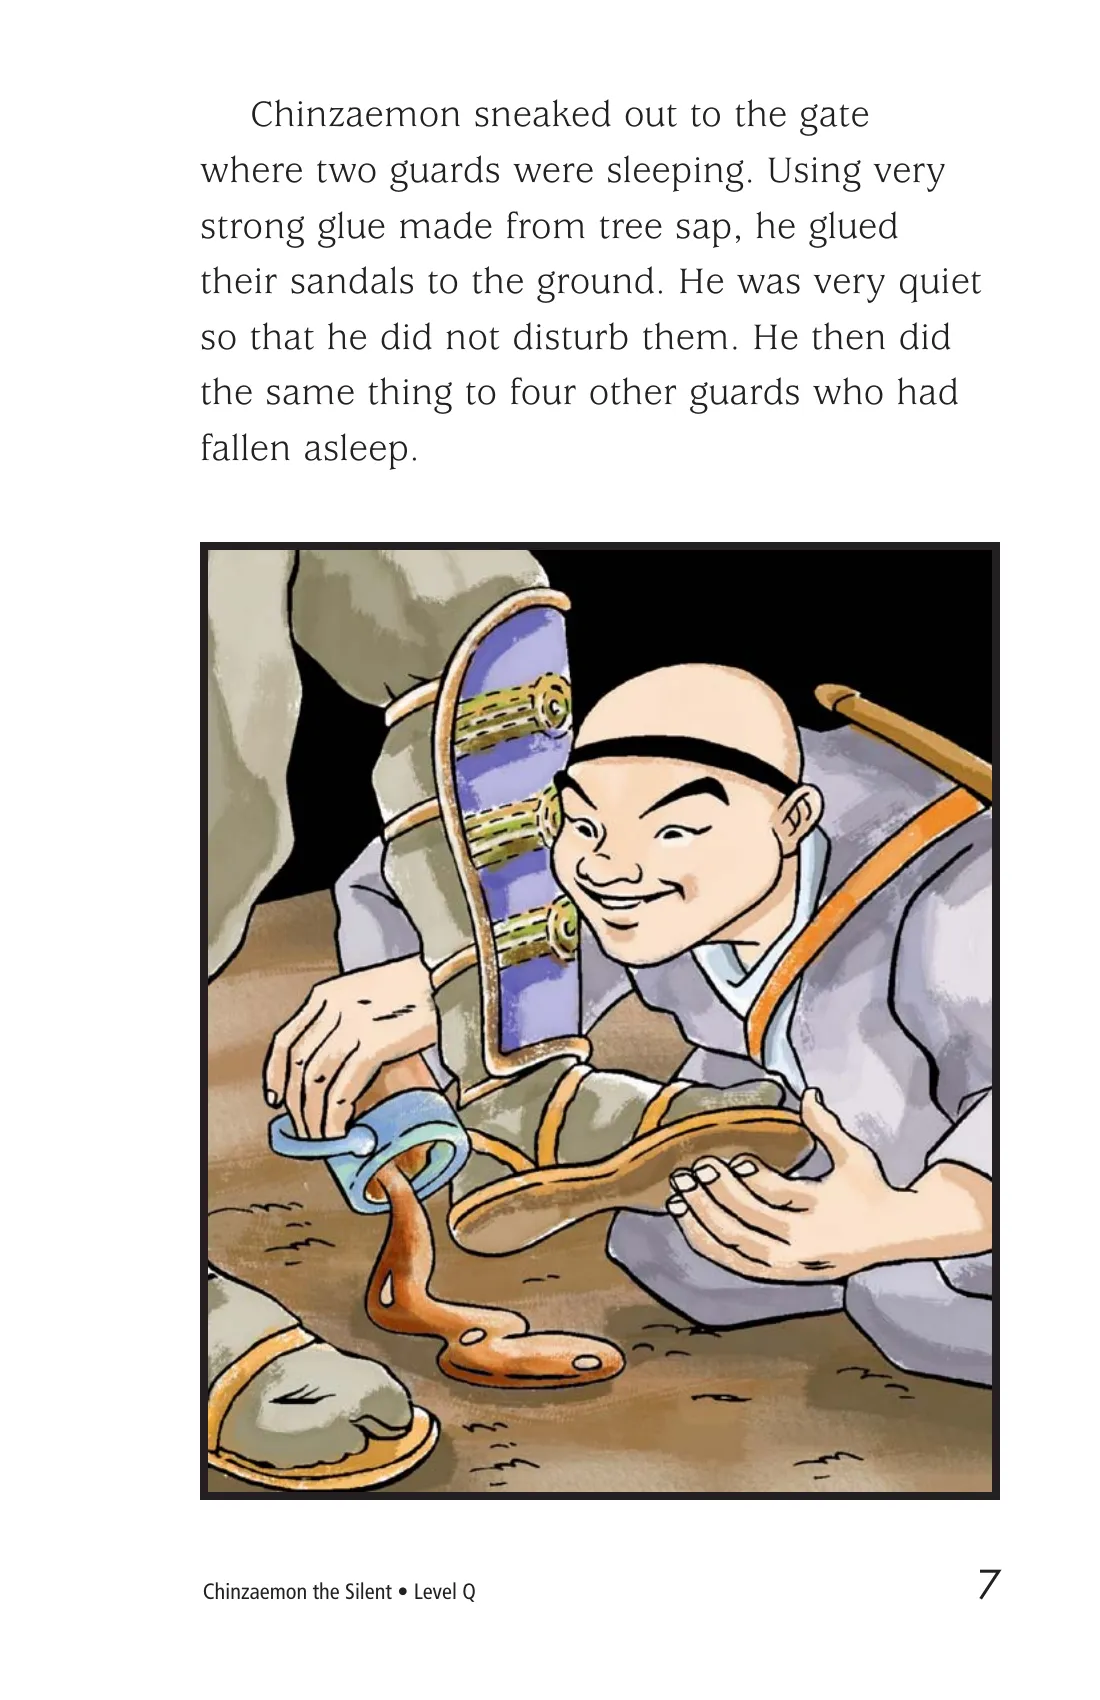 Chinzaemon sneaked out to the gate
where two guards were sleeping. Using very
strong glue made from tree sap, he glued
their sandals to the ground. He was very quiet
so that he did not disturb them. He then did
the same thing to four other guards who had
fallen asleep.
Chinzaemon the Silent • Level Q
7